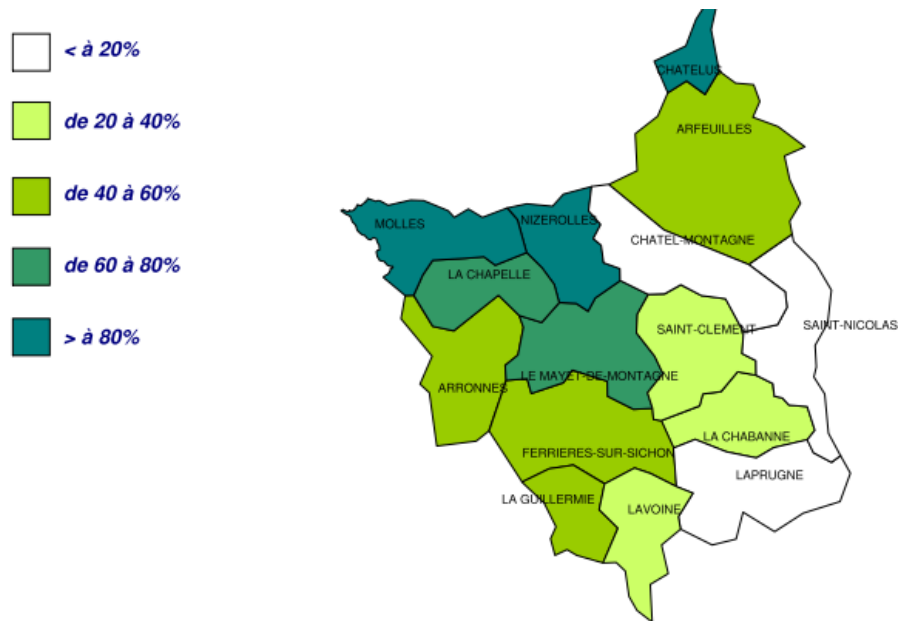 < à 20%
de 20 à 40%
de 40 à 60%
de 60 à 80%
> à 80%
CHATELUS
ARFEUILLES
MOLLES
NIZEROLLES
CHATEL-MONTAGNE
LA CHAPELLE
SAINT-NICOLAS
SAINT-CLEMENT
LE MAYET-DE-MONTAGNE
ARRONNES
LA CHABANNE
FERRIERES-SUR-SICHON
LAPRUGNE
LA GUILLERMIE
LAVOINE